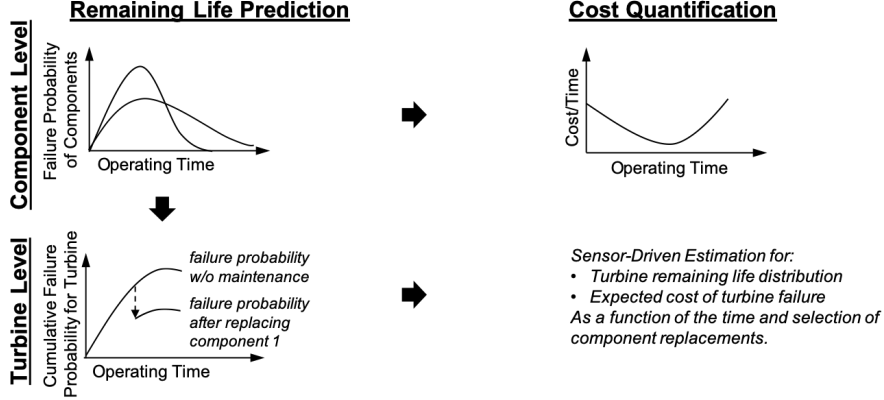 Remaining Life Prediction
Cost Quantification
Component Level
Failure Probability
of Components
Operating Time
Cost/Time
Operating Time
Turbine Level
Cumulative Failure
Probability for Turbine
failure probability
w/o maintenance
failure probability
after replacing
component 1
Operating Time
Sensor-Driven Estimation for:
• Turbine remaining life distribution
• Expected cost of turbine failure
As a function of the time and selection of
component replacements.